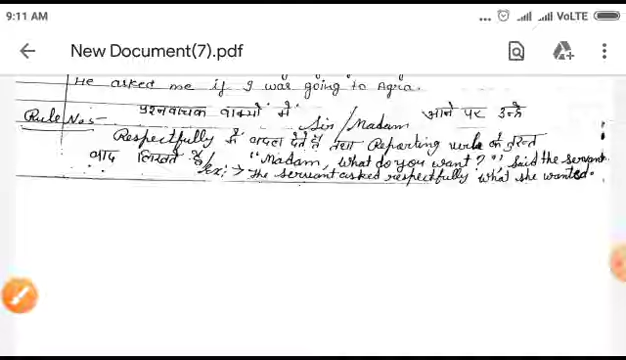 9:11 AM
... VoLTE
New Document(7).pdf
He asked me if I was going to Agra.
Rule No:- प्रश्नवाचक वाक्यों में Sir/Madam आने पर उन्हें
Respectfully में बदल देते हैं तथा Reporting verb के तुरन्त
बाद लिखते हैं/ "Madam, what do you want?" Said the servant.
Ex:→ The servant asked respectfully what she wanted.